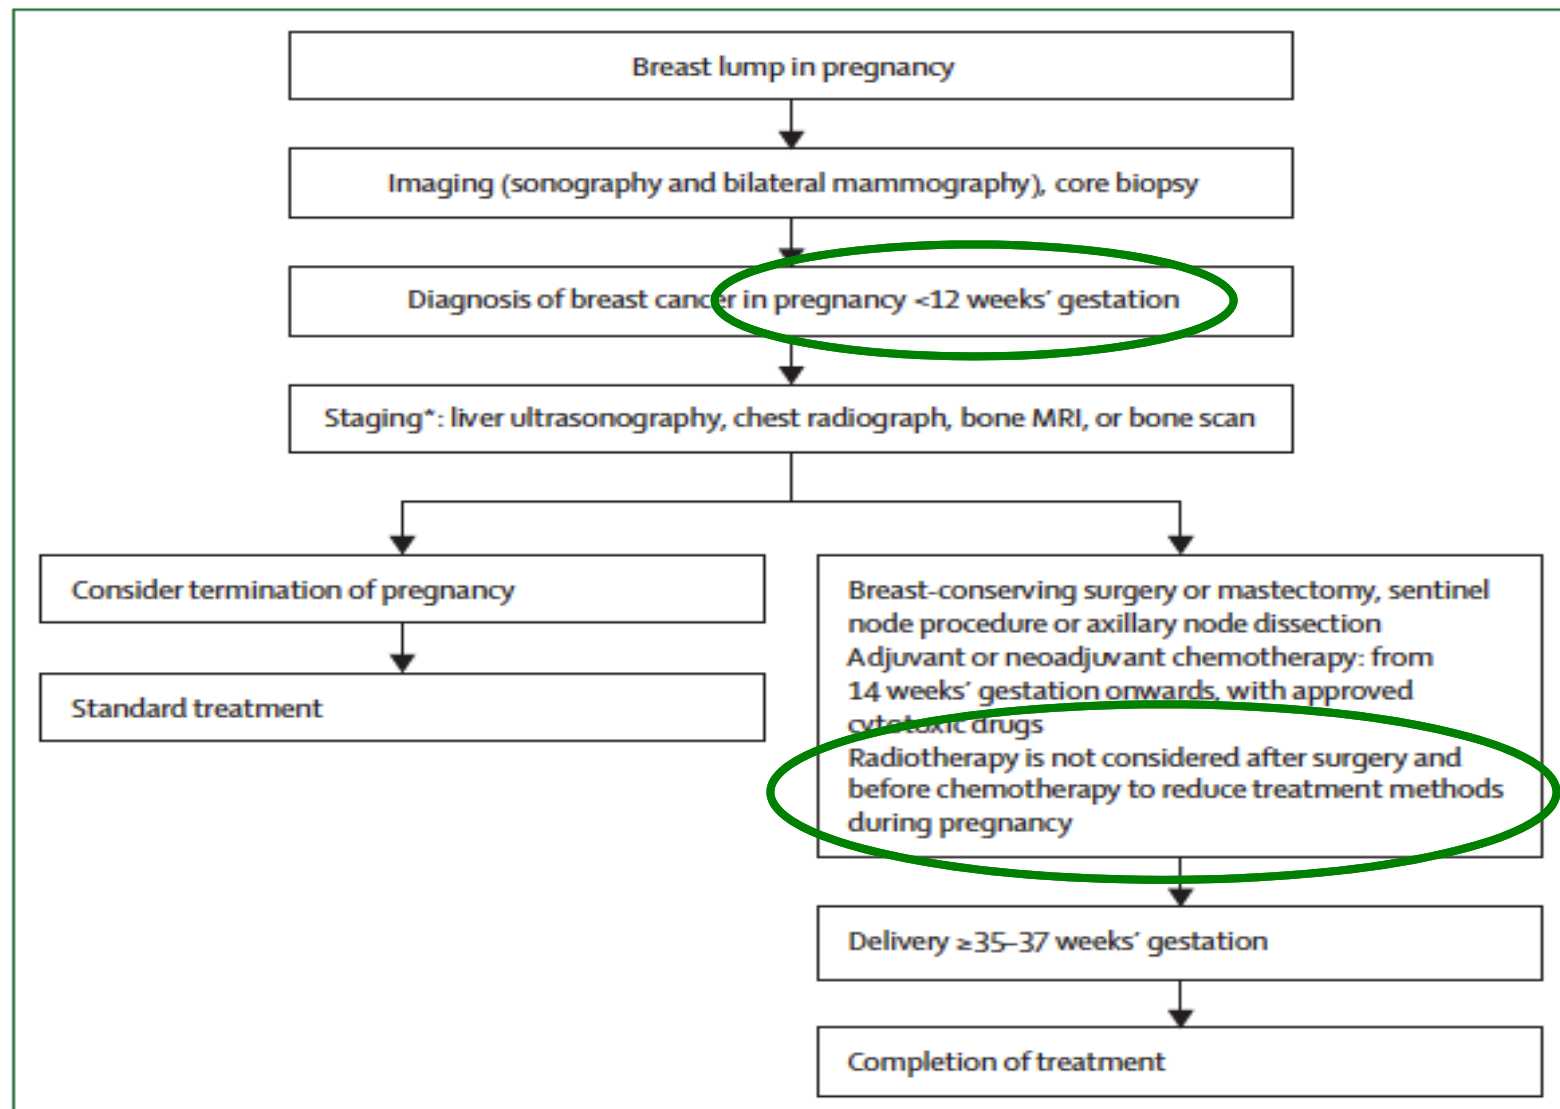 Breast lump in pregnancy
Imaging (sonography and bilateral mammography), core biopsy
Diagnosis of breast cancer in pregnancy <12 weeks’ gestation
Staging*: liver ultrasonography, chest radiograph, bone MRI, or bone scan
Consider termination of pregnancy
Standard treatment
Breast-conserving surgery or mastectomy, sentinel
node procedure or axillary node dissection
Adjuvant or neoadjuvant chemotherapy: from
14 weeks’ gestation onwards, with approved
cytotoxic drugs
Radiotherapy is not considered after surgery and
before chemotherapy to reduce treatment methods
during pregnancy
Delivery ≥35–37 weeks’ gestation
Completion of treatment